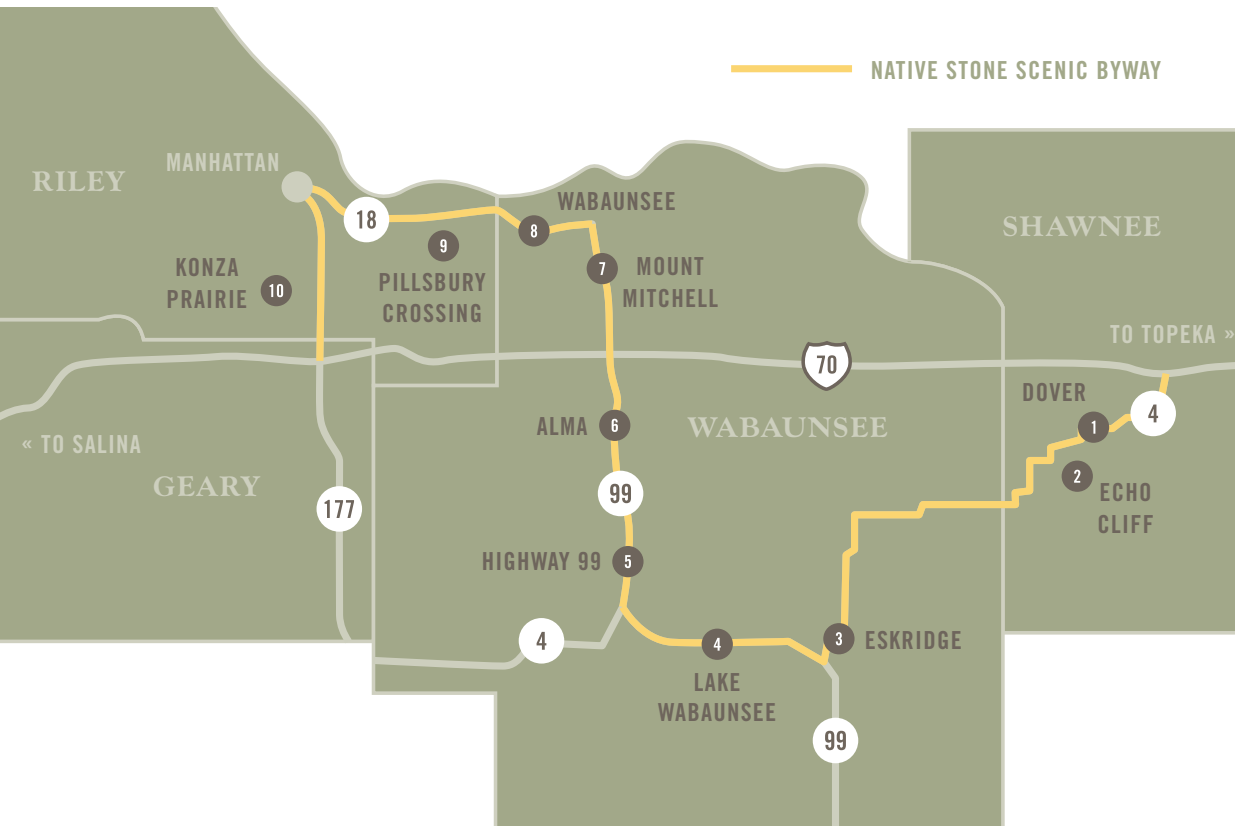 NATIVE STONE SCENIC BYWAY
MANHATTAN
RILEY
18
WABAUNSEE
8
SHAWNEE
9
KONZA
PRAIRIE
10
PILLSBURY
CROSSING
7
MOUNT
MITCHELL
TO TOPEKA »
70
DOVER
1
4
« TO SALINA
ALMA
6
WABAUNSEE
2
ECHO
CLIFF
GEARY
99
177
HIGHWAY 99
5
4
4
LAKE
WABAUNSEE
3
ESKRIDGE
99